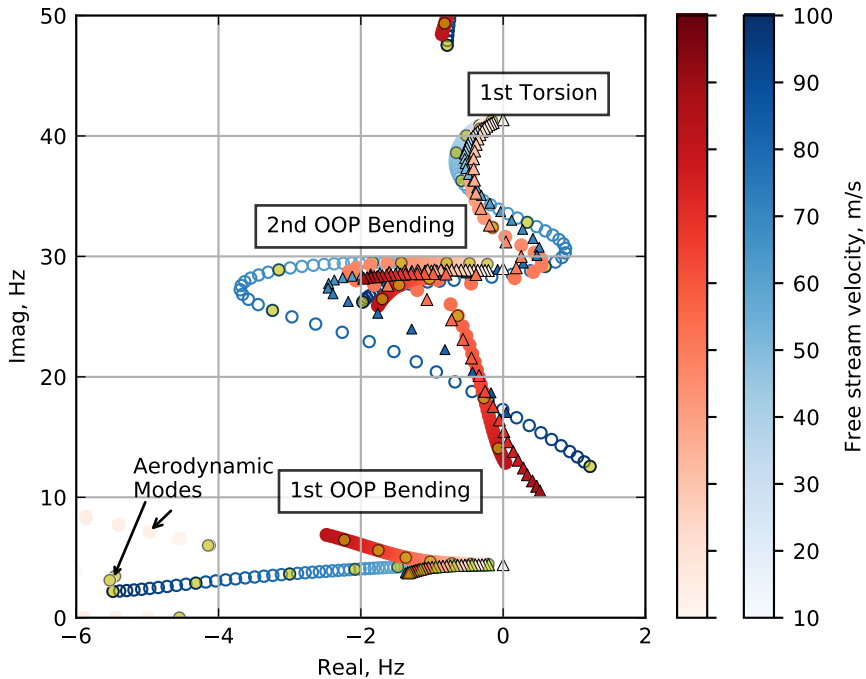 50
40
30
20
10
0
Imag, Hz
−6
−4
−2
0
2
Real, Hz
1st Torsion
2nd OOP Bending
Aerodynamic
Modes
1st OOP Bending
100
90
80
70
60
50
40
30
20
10
Free stream velocity, m/s